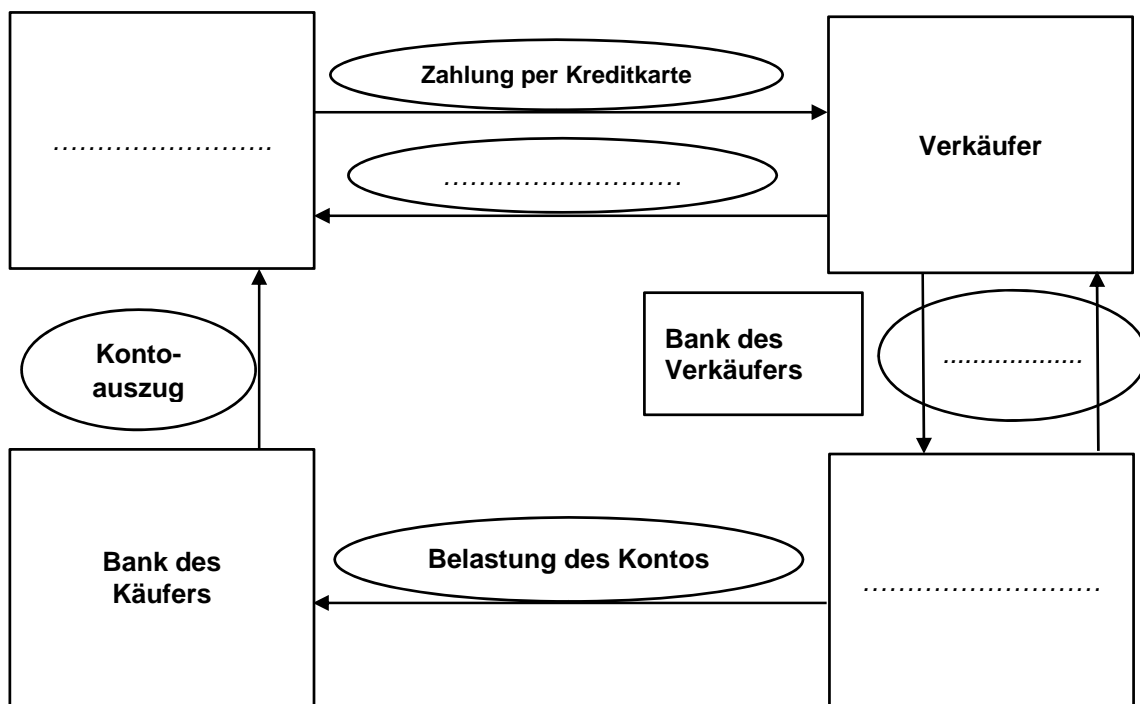 Zahlung per Kreditkarte
……………………
Verkäufer
………………………
Konto-
auszug
Bank des
Verkäufers
………………
Bank des
Käufers
Belastung des Kontos
………………………